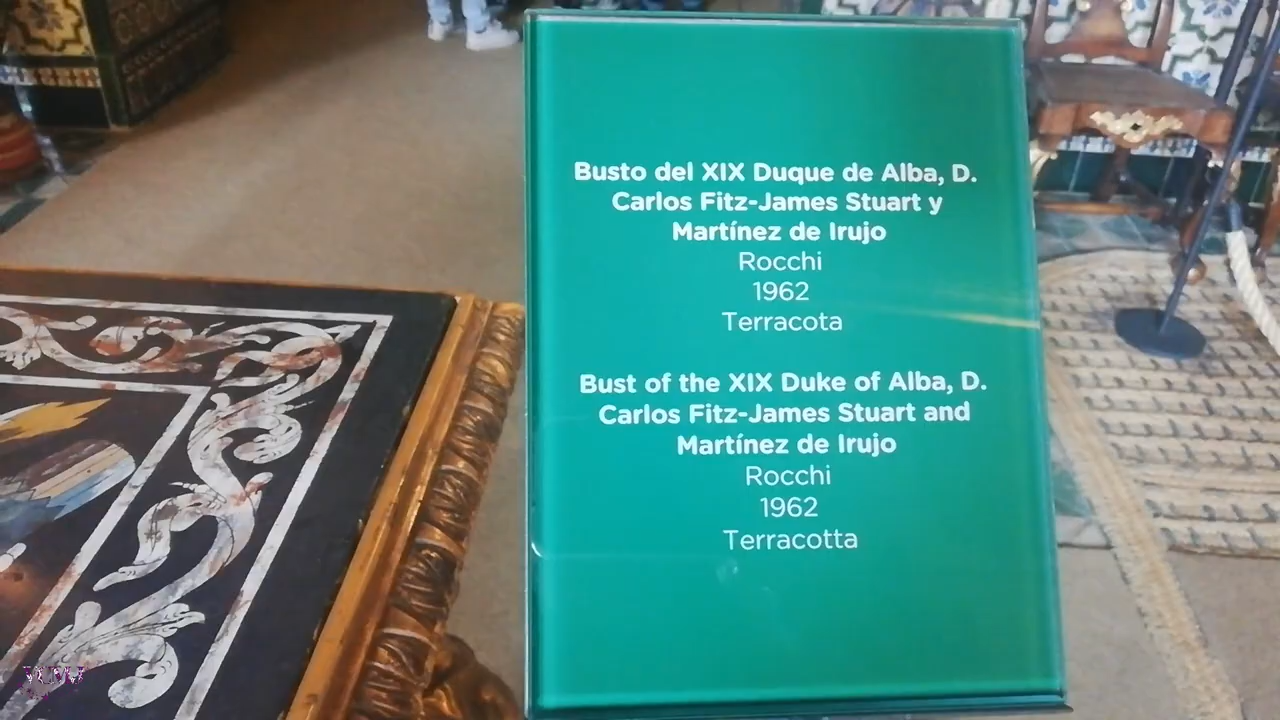 Busto del XIX Duque de Alba, D.
Carlos Fitz-James Stuart y
Martínez de Irujo
Rocchi
1962
Terracota
Bust of the XIX Duke of Alba, D.
Carlos Fitz-James Stuart and
Martínez de Irujo
Rocchi
1962
Terracotta